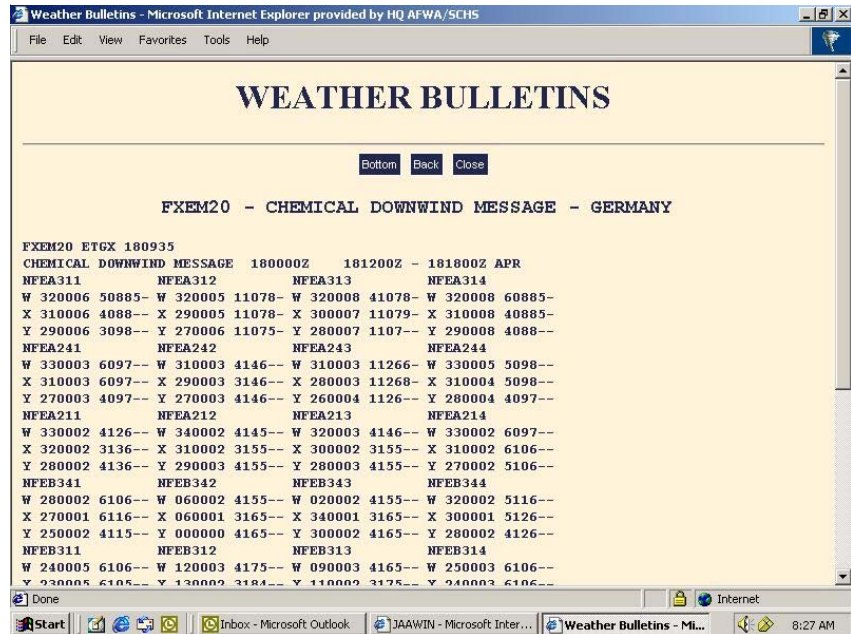 Weather Bulletins - Microsoft Internet Explorer provided by HQ AFWA/SCHS
File Edit View Favorites Tools Help
WEATHER BULLETINS
Bottom Back Close
FXEM20 - CHEMICAL DOWNWIND MESSAGE - GERMANY
FXEM20 ETGX 180935
CHEMICAL DOWNWIND MESSAGE 180000Z 181200Z - 181800Z APR
NFEA311 NFEA312 NFEA313 NFEA314
W 320006 50885- W 320005 11078- W 320008 41078- W 320008 60885-
X 310006 4088-- X 290005 11078- X 300007 11079- X 310008 40885-
Y 290006 3098-- Y 270006 11075- Y 280007 1107-- Y 290008 4088--
NFEA241 NFEA242 NFEA243 NFEA244
W 330003 6097-- W 310003 4146-- W 310003 11266- W 330005 5098--
X 310003 6097-- X 290003 3146-- X 280003 11268- X 310004 5098--
Y 270003 4097-- Y 270003 4146-- Y 260004 1126-- Y 280004 4097--
NFEA211 NFEA212 NFEA213 NFEA214
W 330002 4126-- W 340002 4145-- W 320003 4146-- W 330002 6097--
X 320002 3136-- X 310002 3155-- X 300002 3155-- X 310002 6106--
Y 280002 4136-- Y 290003 4155-- Y 280003 4155-- Y 270002 5106--
NFEB341 NFEB342 NFEB343 NFEB344
W 280002 6106-- W 060002 4155-- W 020002 4155-- W 320002 5116--
X 270001 6116-- X 060001 3165-- X 340001 3165-- X 300001 5126--
Y 250002 4115-- Y 000000 4165-- Y 300002 4165-- Y 280002 4126--
NFEB311 NFEB312 NFEB313 NFEB314
W 240005 6106-- W 120003 4175-- W 090003 4165-- W 250003 6106--
Y 230005 6105-- Y 130002 3184-- Y 110002 3175-- Y 240003 6106--
Done Internet
Start Inbox - Microsoft Outlook JAAWIN - Microsoft Inter... Weather Bulletins - Mi... 8:27 AM